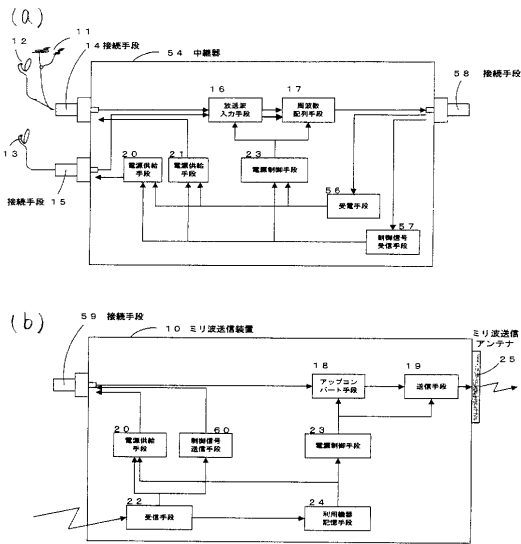 (a)
11
12
14 接続手段
54 中継器
58 接続手段
16
放送波
入力手段
17
周波数
配列手段
13
20
電源供給
手段
21
電源供給
手段
23
電源制御手段
接続手段
15
56
受電手段
57
制御信号
受信手段
(b)
59 接続手段
10 ミリ波送信装置
ミリ波送信
アンテナ
25
18
アップコン
バート手段
19
送信手段
20
電源供給
手段
60
制御信号
送信手段
23
電源制御手段
22
受信手段
24
利用機器
記憶手段